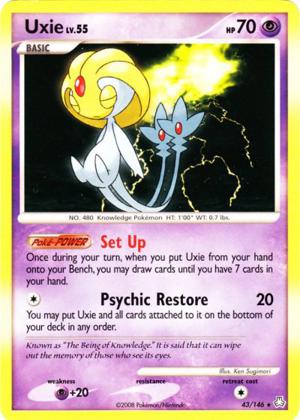 Uxie LV.55
HP 70
BASIC
NO. 480 Knowledge Pokémon HT: 1'00" WT: 0.7 lbs.
Poké-POWER Set Up
Once during your turn, when you put Uxie from your hand
onto your Bench, you may draw cards until you have 7 cards in
your hand.
Psychic Restore 20
You may put Uxie and all cards attached to it on the bottom of
your deck in any order.
Illus. Ken Sugimori
Known as "The Being of Knowledge." It is said that it can wipe
out the memory of those who see its eyes.
weakness resistance retreat cost
+20
©2008 Pokémon/Nintendo
43/146 ★